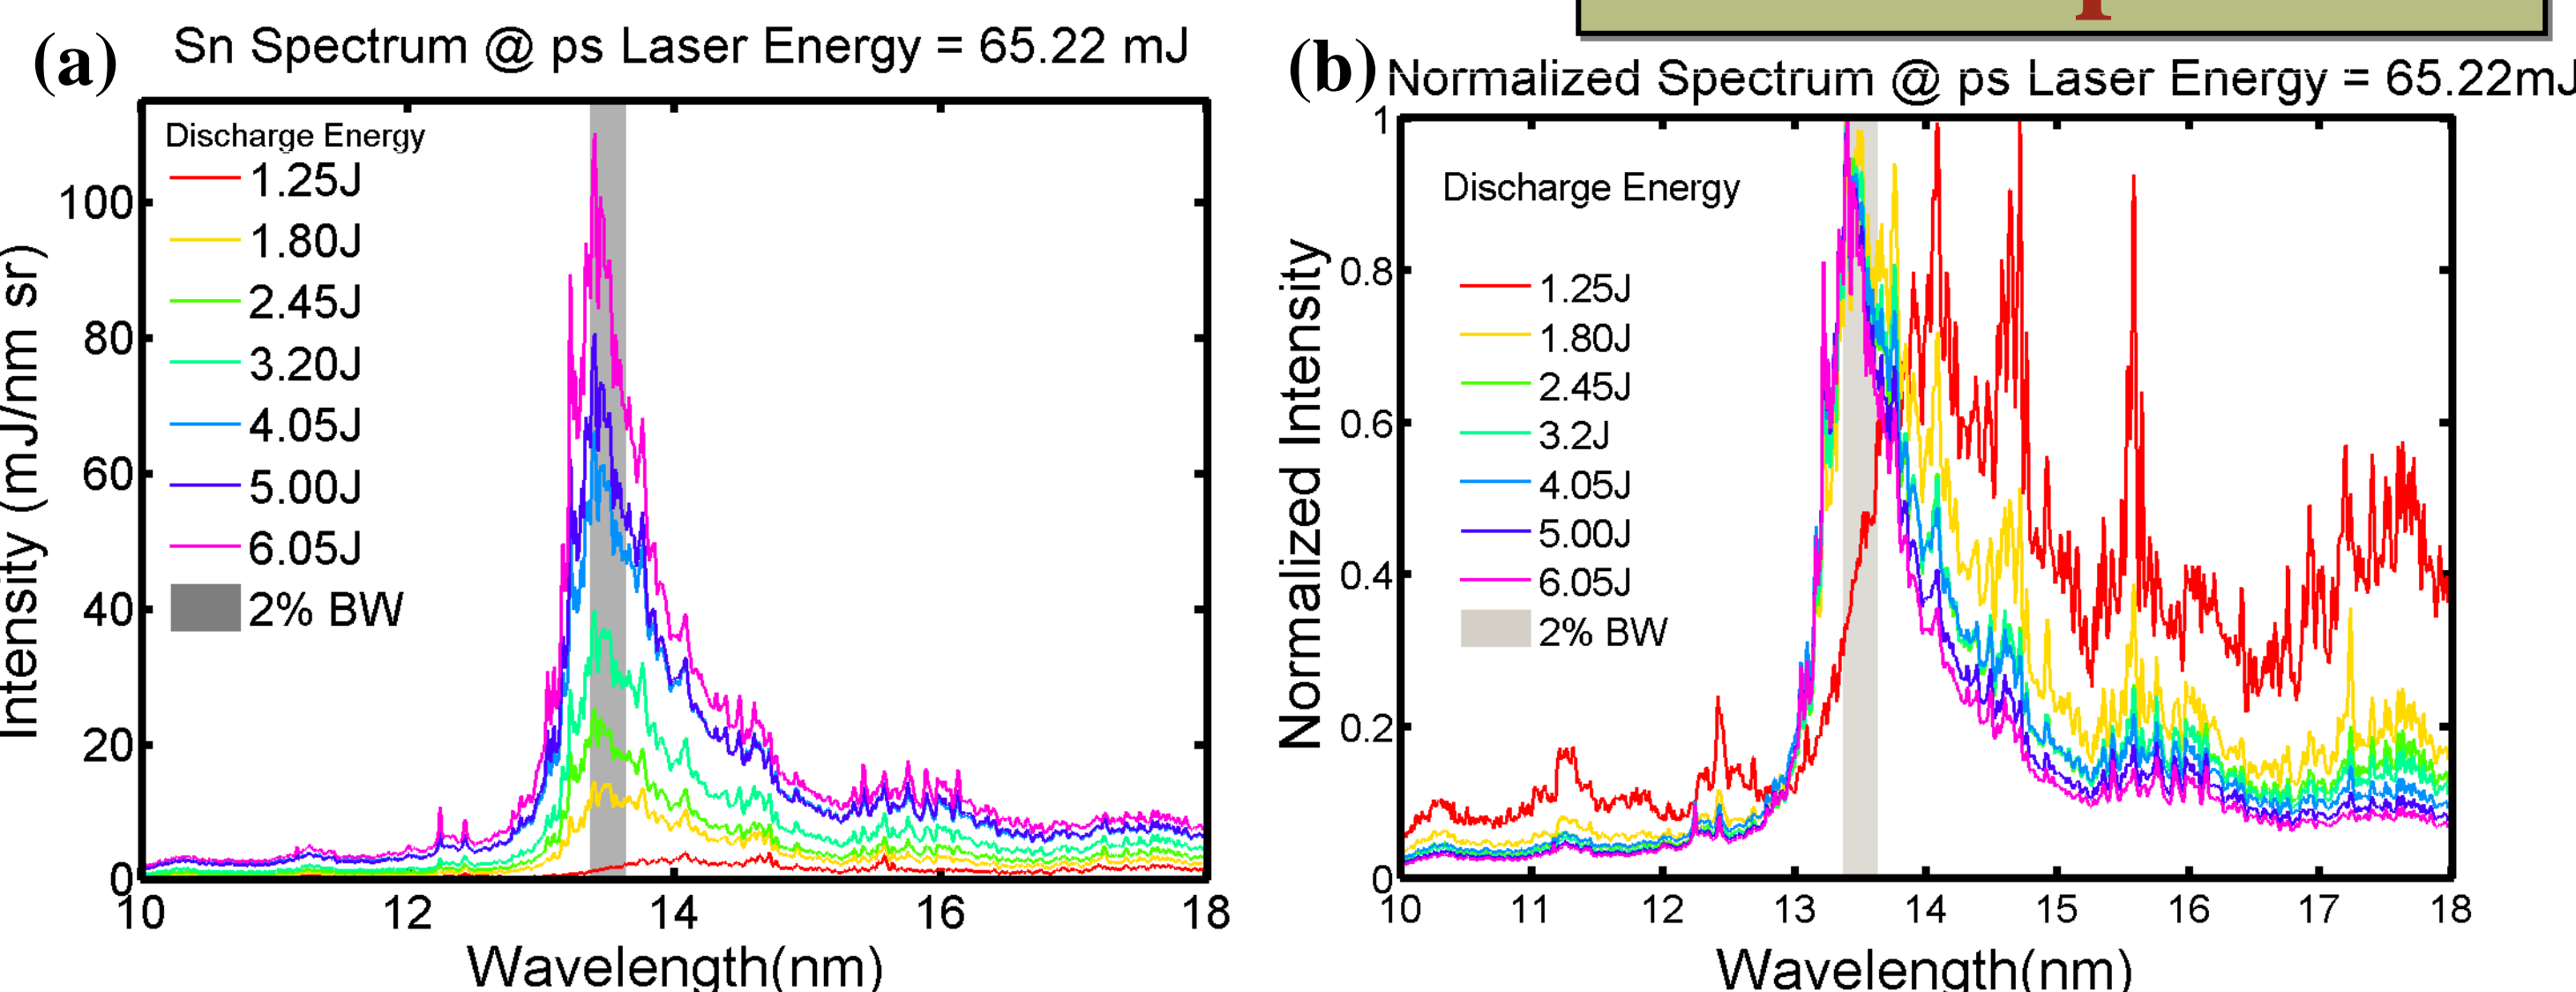 (a)
Sn Spectrum @ ps Laser Energy = 65.22 mJ
Intensity (mJ/nm sr)
100
80
60
40
20
0
Discharge Energy
1.25J
1.80J
2.45J
3.20J
4.05J
5.00J
6.05J
2% BW
10 12 14 16 18
Wavelength(nm)
(b)
Normalized Spectrum @ ps Laser Energy = 65.22mJ
Normalized Intensity
1
0.8
0.6
0.4
0.2
0
Discharge Energy
1.25J
1.80J
2.45J
3.2J
4.05J
5.00J
6.05J
2% BW
10 11 12 13 14 15 16 17 18
Wavelength(nm)